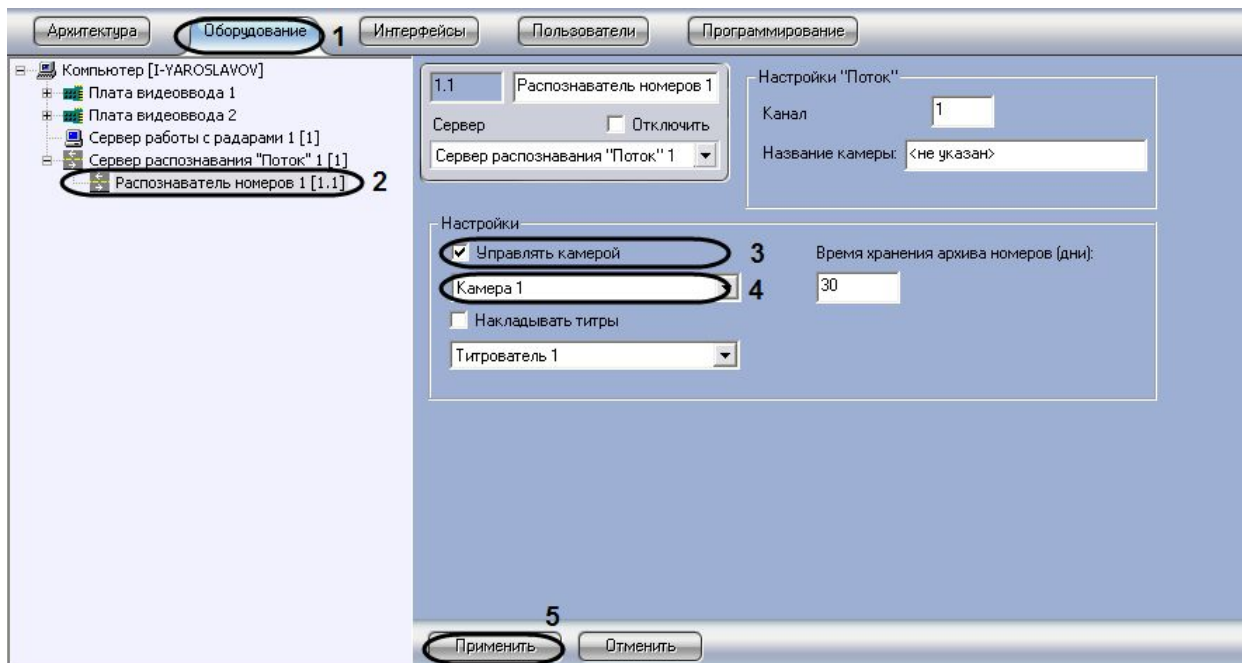 Архитектура Оборудование 1 Интерфейсы Пользователи Программирование
Компьютер [I-YAROSLAVOV]
Плата видеоввода 1
Плата видеоввода 2
Сервер работы с радарами 1 [1]
Сервер распознавания "Поток" 1 [1]
Распознаватель номеров 1 [1.1] 2
1.1 Распознаватель номеров 1
Сервер Отключить
Сервер распознавания "Поток" 1
Настройки "Поток"
Канал 1
Название камеры: <не указан>
Настройки
Управлять камерой 3
Камера 1 4
Накладывать титры
Титрователь 1
Время хранения архива номеров (дни):
30
5
Применить Отменить